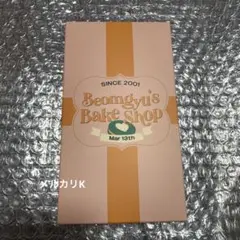 SINCE 2001
Beomgyu's
Bake Shop
Mar 13th
メルカリK